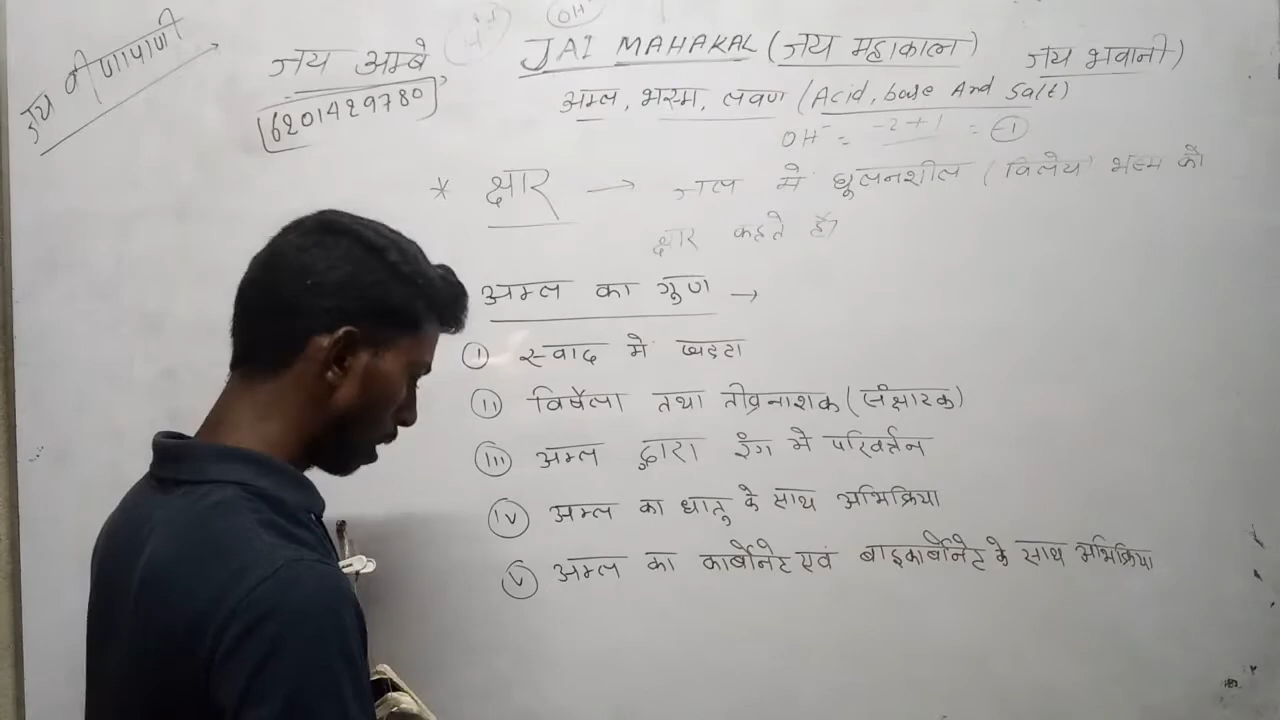 OH⁻
जय वीणापाणी
जय अम्बे
JAI MAHAKAL (जय महाकाल) जय भवानी)
6201429780
अम्ल, भस्म, लवण (Acid, base And Salt)
OH⁻ = -2+1 = -1
* क्षार → जल में घूलनशील (विलेय) भस्म को
क्षार कहते हैं
अम्ल का गुण →
(i) स्वाद में खट्टा
(ii) विषैला तथा तीव्रनाशक (संक्षारक)
(iii) अम्ल द्वारा रंग में परिवर्त्तन
(iv) अम्ल का धातु के साथ अभिक्रिया
(v) अम्ल का कार्बोनेट एवं बाइकार्बोनेट के साथ अभिक्रिया